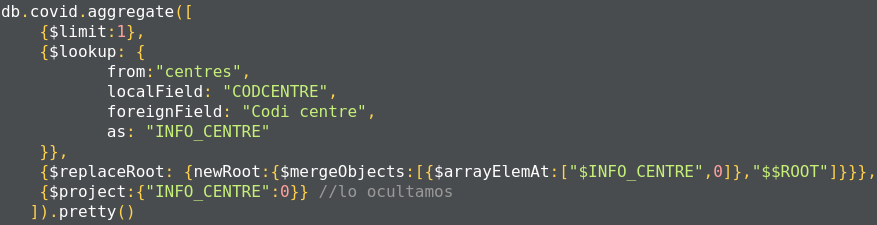 db.covid.aggregate([
    {$limit:1},
    {$lookup: {
           from:"centres",
           localField: "CODCENTRE",
           foreignField: "Codi centre",
           as: "INFO_CENTRE"
    }},
    {$replaceRoot: {newRoot:{$mergeObjects:[{$arrayElemAt:["$INFO_CENTRE",0]},"$$ROOT"]}}},
    {$project:{"INFO_CENTRE":0}} //lo ocultamos
   ]).pretty()